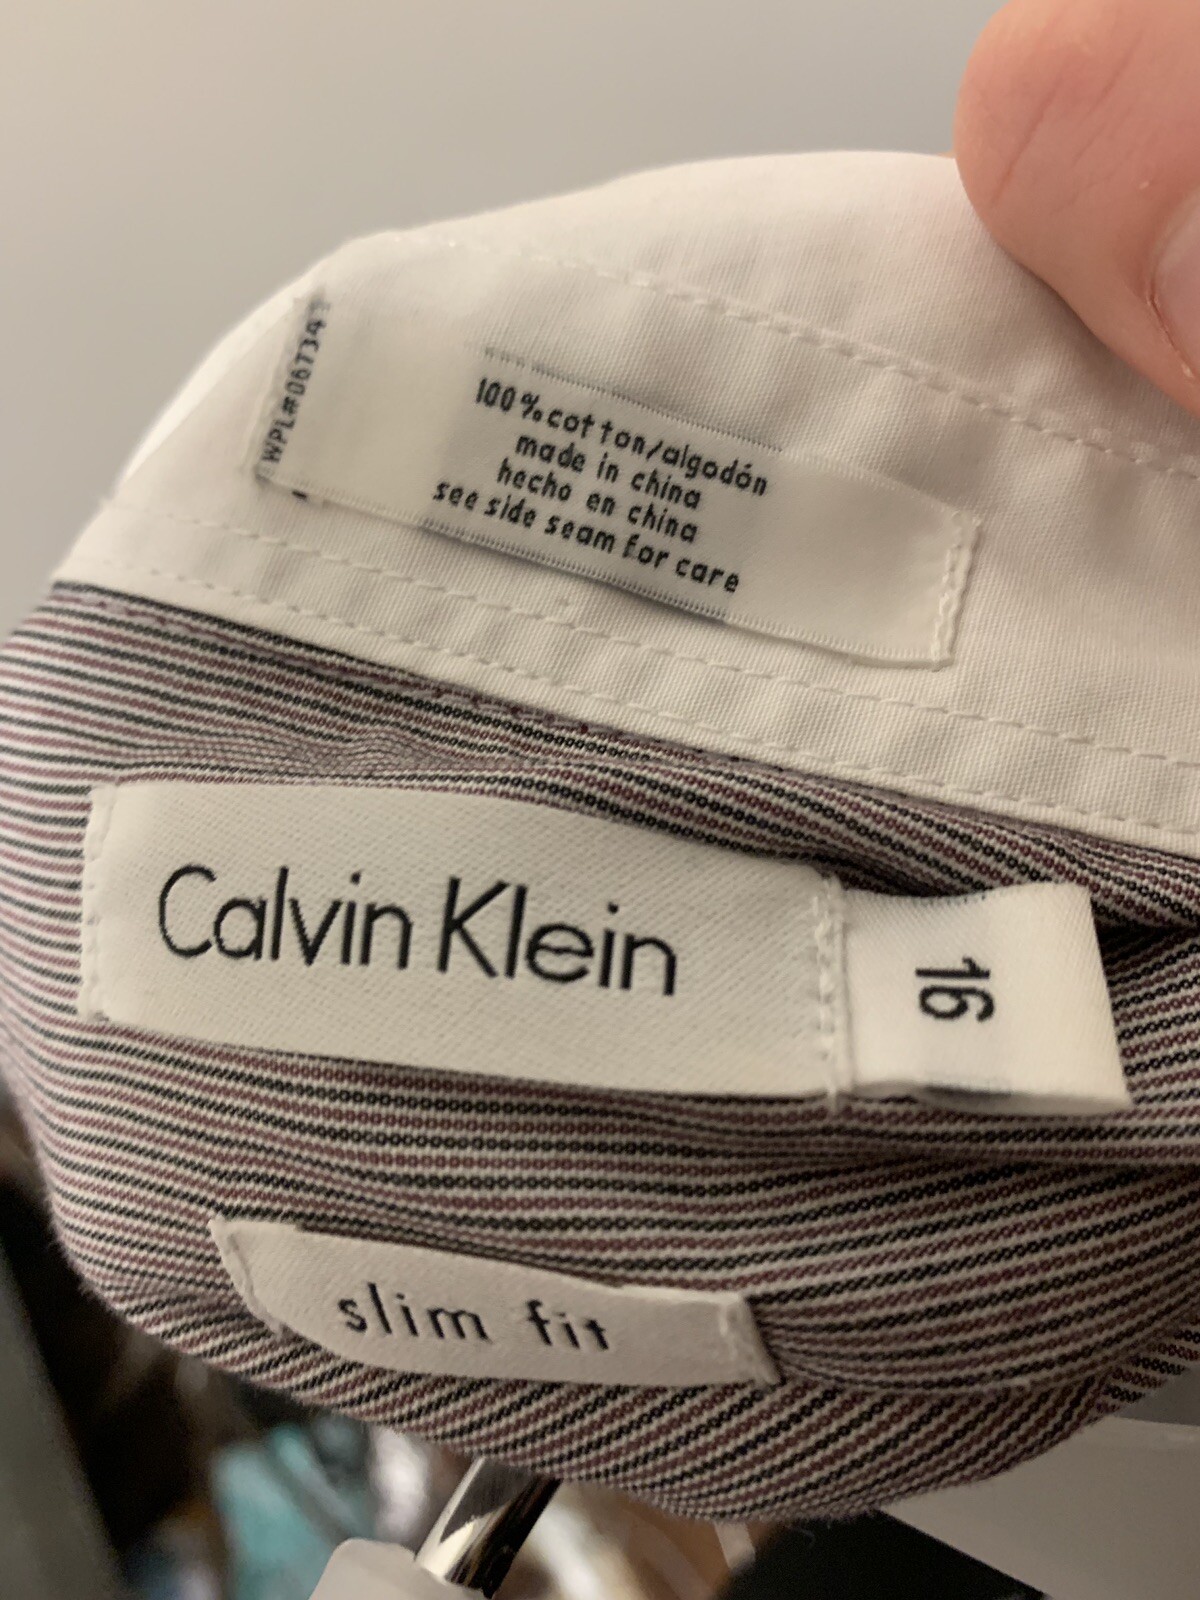 WPL#06734
100% cotton/algodón
made in china
hecho en china
see side seam for care
Calvin Klein
16
slim fit